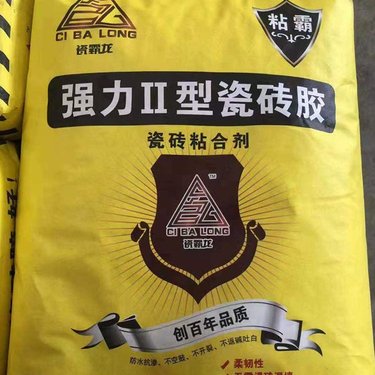 CI BA LONG
瓷霸龙
粘霸
强力II型瓷砖胶
瓷砖粘合剂
TM
CI BA LONG
瓷霸龙
创百年品质
防水抗渗、不空鼓、不开裂、不返碱吐白
柔韧性